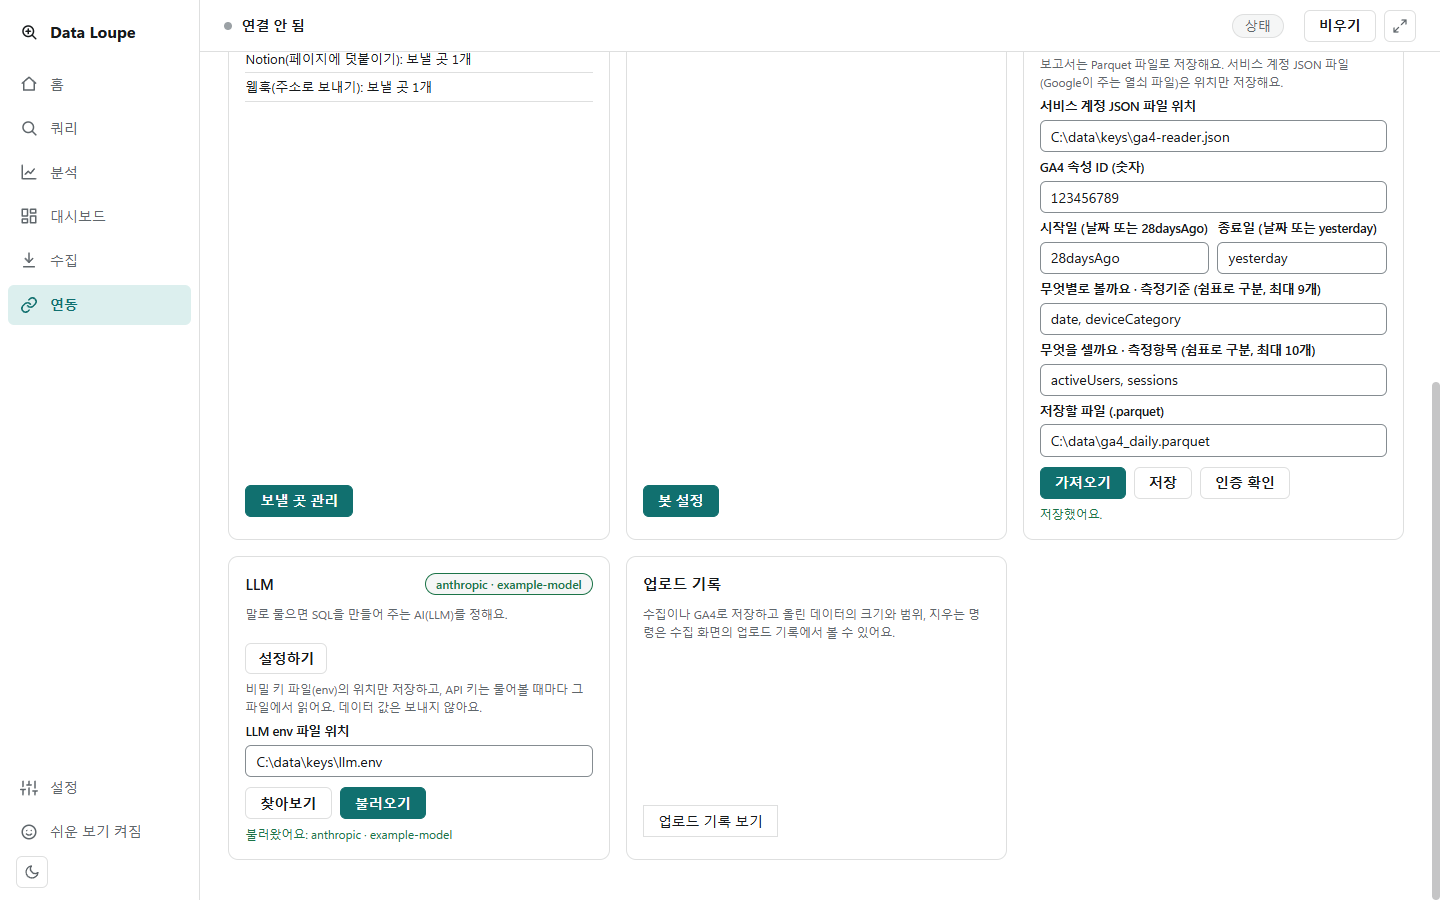 Data Loupe
홈
쿼리
분석
대시보드
수집
연동
설정
쉬운 보기 켜짐
연결 안 됨
상태
비우기
Notion(페이지에 덧붙이기): 보낼 곳 1개
웹훅(주소로 보내기): 보낼 곳 1개
보낼 곳 관리
봇 설정
보고서는 Parquet 파일로 저장해요. 서비스 계정 JSON 파일
(Google이 주는 열쇠 파일)은 위치만 저장해요.
서비스 계정 JSON 파일 위치
C:\data\keys\ga4-reader.json
GA4 속성 ID (숫자)
123456789
시작일 (날짜 또는 28daysAgo)
종료일 (날짜 또는 yesterday)
28daysAgo
yesterday
무엇별로 볼까요 · 측정기준 (쉼표로 구분, 최대 9개)
date, deviceCategory
무엇을 셀까요 · 측정항목 (쉼표로 구분, 최대 10개)
activeUsers, sessions
저장할 파일 (.parquet)
C:\data\ga4_daily.parquet
가져오기
저장
인증 확인
저장했어요.
LLM
anthropic · example-model
말로 물으면 SQL을 만들어 주는 AI(LLM)를 정해요.
설정하기
비밀 키 파일(env)의 위치만 저장하고, API 키는 물어볼 때마다 그
파일에서 읽어요. 데이터 값은 보내지 않아요.
LLM env 파일 위치
C:\data\keys\llm.env
찾아보기
불러오기
불러왔어요: anthropic · example-model
업로드 기록
수집이나 GA4로 저장하고 올린 데이터의 크기와 범위, 지우는 명
령은 수집 화면의 업로드 기록에서 볼 수 있어요.
업로드 기록 보기